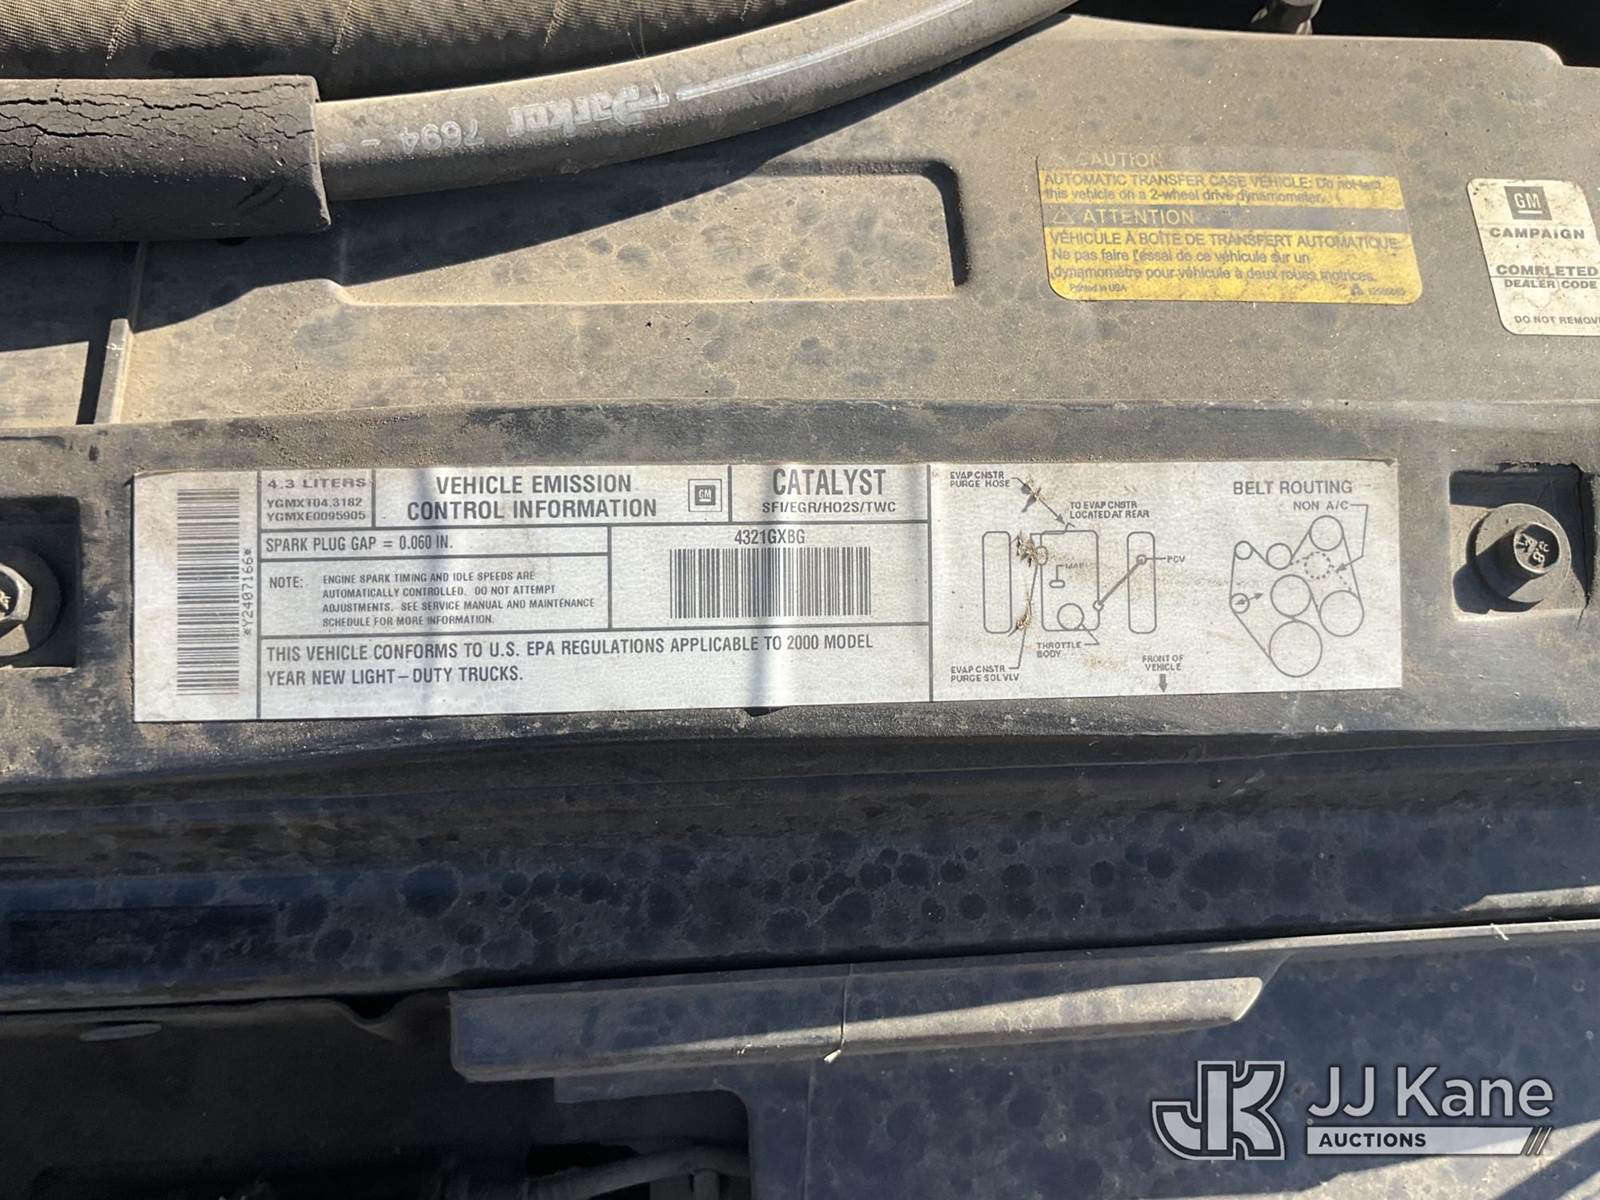 Parker 7694
CAUTION
AUTOMATIC TRANSFER CASE VEHICLE: Do not test
this vehicle on a 2-wheel drive dynamometer.
ATTENTION
VÉHICULE À BOÎTE DE TRANSFERT AUTOMATIQUE
Ne pas faire l'essai de ce véhicule sur un
dynamomètre pour véhicule à deux roues motrices.
Printed in USA
GM
CAMPAIGN
COMPLETED
DEALER CODE
DO NOT REMOV
*Y2407166*
4.3 LITERS
YGMXT04.3182
YGMXE0095905
VEHICLE EMISSION
CONTROL INFORMATION
GM
CATALYST
SFI/EGR/HO2S/TWC
SPARK PLUG GAP = 0.060 IN.
4321GXBG
NOTE: ENGINE SPARK TIMING AND IDLE SPEEDS ARE
AUTOMATICALLY CONTROLLED. DO NOT ATTEMPT
ADJUSTMENTS. SEE SERVICE MANUAL AND MAINTENANCE
SCHEDULE FOR MORE INFORMATION.
THIS VEHICLE CONFORMS TO U.S. EPA REGULATIONS APPLICABLE TO 2000 MODEL
YEAR NEW LIGHT-DUTY TRUCKS.
EVAP CNSTR
PURGE HOSE
TO EVAP CNSTR
LOCATED AT REAR
MAP
PCV
THROTTLE
BODY
EVAP CNSTR
PURGE SOL VLV
FRONT OF
VEHICLE
BELT ROUTING
NON A/C
JK JJ Kane
AUCTIONS